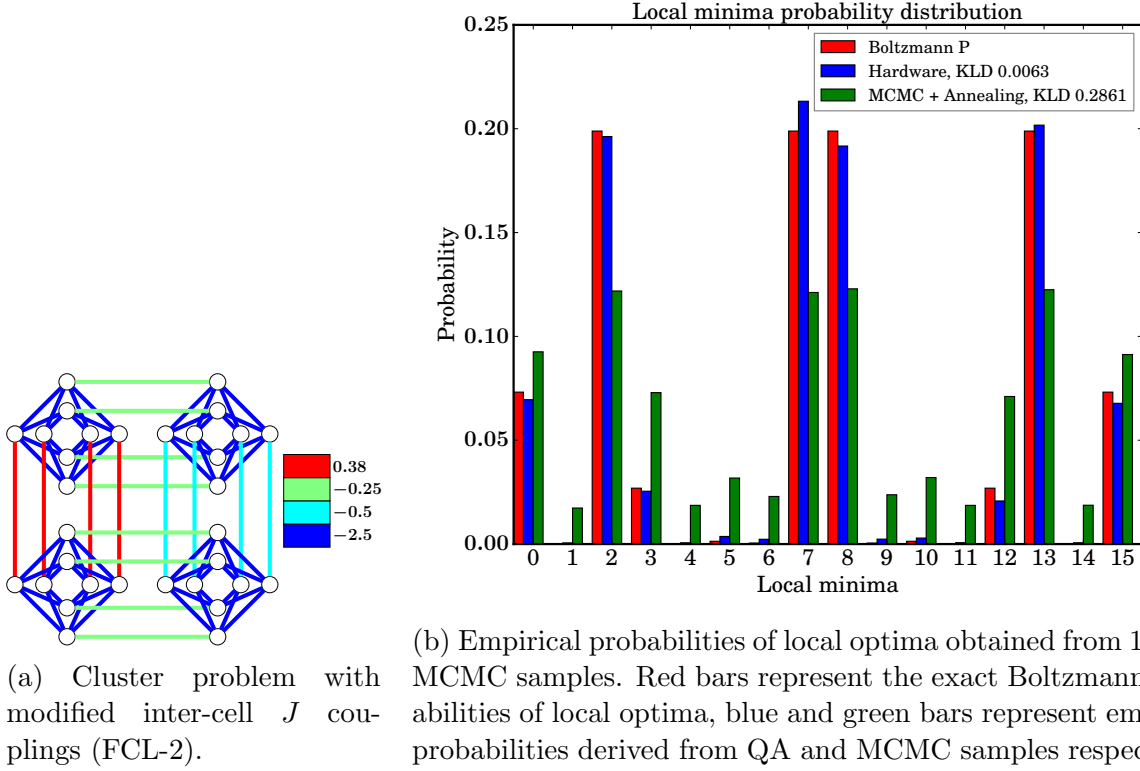 Local minima probability distribution
0.25
0.20
0.15
0.10
0.05
0.00
Probability
Boltzmann P
Hardware, KLD 0.0063
MCMC + Annealing, KLD 0.2861
0 1 2 3 4 5 6 7 8 9 10 11 12 13 14 15
Local minima
0.38
−0.25
−0.5
−2.5
(a) Cluster problem with
modified inter-cell J cou-
plings (FCL-2).
(b) Empirical probabilities of local optima obtained from 1
MCMC samples. Red bars represent the exact Boltzmann
abilities of local optima, blue and green bars represent em
probabilities derived from QA and MCMC samples respec